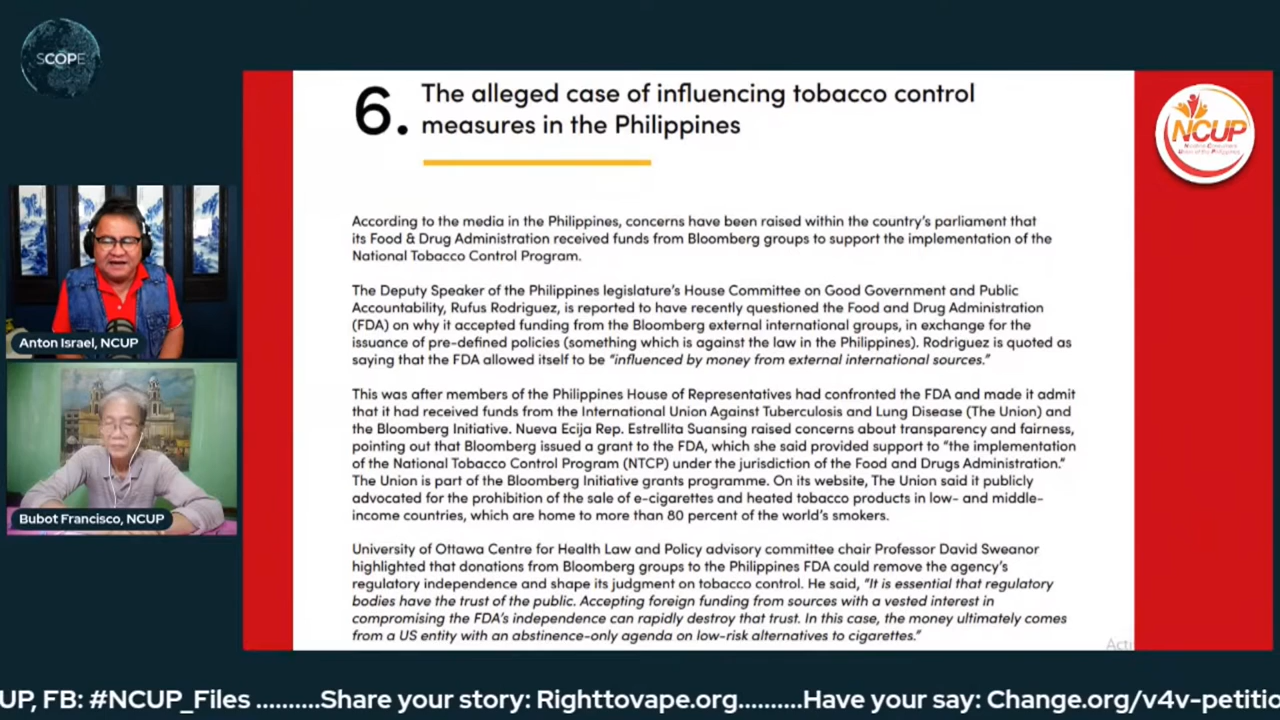 SCOPE
6. The alleged case of influencing tobacco control
measures in the Philippines
NCUP
Nicotine Consumers
Union of the Philippines
According to the media in the Philippines, concerns have been raised within the country's parliament that
its Food & Drug Administration received funds from Bloomberg groups to support the implementation of the
National Tobacco Control Program.
The Deputy Speaker of the Philippines legislature's House Committee on Good Government and Public
Accountability, Rufus Rodriguez, is reported to have recently questioned the Food and Drug Administration
(FDA) on why it accepted funding from the Bloomberg external international groups, in exchange for the
issuance of pre-defined policies (something which is against the law in the Philippines). Rodriguez is quoted as
saying that the FDA allowed itself to be "influenced by money from external international sources."
This was after members of the Philippines House of Representatives had confronted the FDA and made it admit
that it had received funds from the International Union Against Tuberculosis and Lung Disease (The Union) and
the Bloomberg Initiative. Nueva Ecija Rep. Estrellita Suansing raised concerns about transparency and fairness,
pointing out that Bloomberg issued a grant to the FDA, which she said provided support to "the implementation
of the National Tobacco Control Program (NTCP) under the jurisdiction of the Food and Drugs Administration."
The Union is part of the Bloomberg Initiative grants programme. On its website, The Union said it publicly
advocated for the prohibition of the sale of e-cigarettes and heated tobacco products in low- and middle-
income countries, which are home to more than 80 percent of the world's smokers.
University of Ottawa Centre for Health Law and Policy advisory committee chair Professor David Sweanor
highlighted that donations from Bloomberg groups to the Philippines FDA could remove the agency's
regulatory independence and shape its judgment on tobacco control. He said, "It is essential that regulatory
bodies have the trust of the public. Accepting foreign funding from sources with a vested interest in
compromising the FDA's independence can rapidly destroy that trust. In this case, the money ultimately comes
from a US entity with an abstinence-only agenda on low-risk alternatives to cigarettes."
Acti
Anton Israel, NCUP
Bubot Francisco, NCUP
UP, FB: #NCUP_Files ..........Share your story: Righttovape.org..........Have your say: Change.org/v4v-petitio